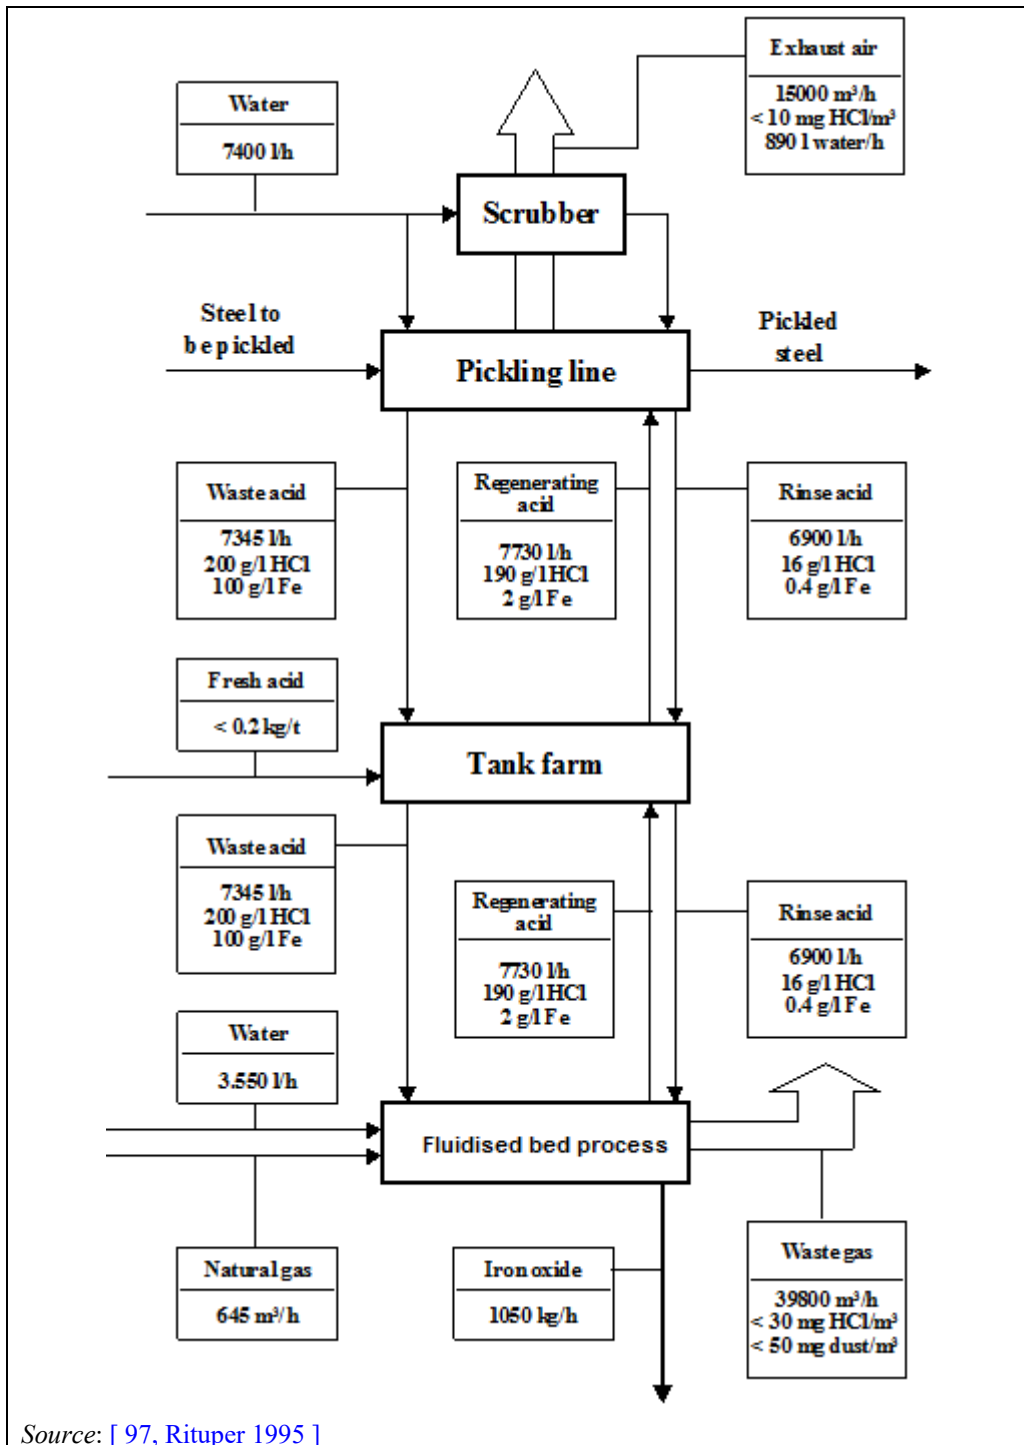 Exhaust air
15000 m³/h
< 10 mg HCl/m³
890 l water/h
Water
7400 l/h
Scrubber
Steel to
be pickled
Pickled
steel
Pickling line
Waste acid
7345 l/h
200 g/l HCl
100 g/l Fe
Regenerating
acid
7730 l/h
190 g/l HCl
2 g/l Fe
Rinse acid
6900 l/h
16 g/l HCl
0.4 g/l Fe
Fresh acid
< 0.2 kg/t
Tank farm
Waste acid
7345 l/h
200 g/l HCl
100 g/l Fe
Regenerating
acid
7730 l/h
190 g/l HCl
2 g/l Fe
Rinse acid
6900 l/h
16 g/l HCl
0.4 g/l Fe
Water
3.550 l/h
Fluidised bed process
Natural gas
645 m³/h
Iron oxide
1050 kg/h
Waste gas
39800 m³/h
< 30 mg HCl/m³
< 50 mg dust/m³
Source: [ 97, Rituper 1995 ]